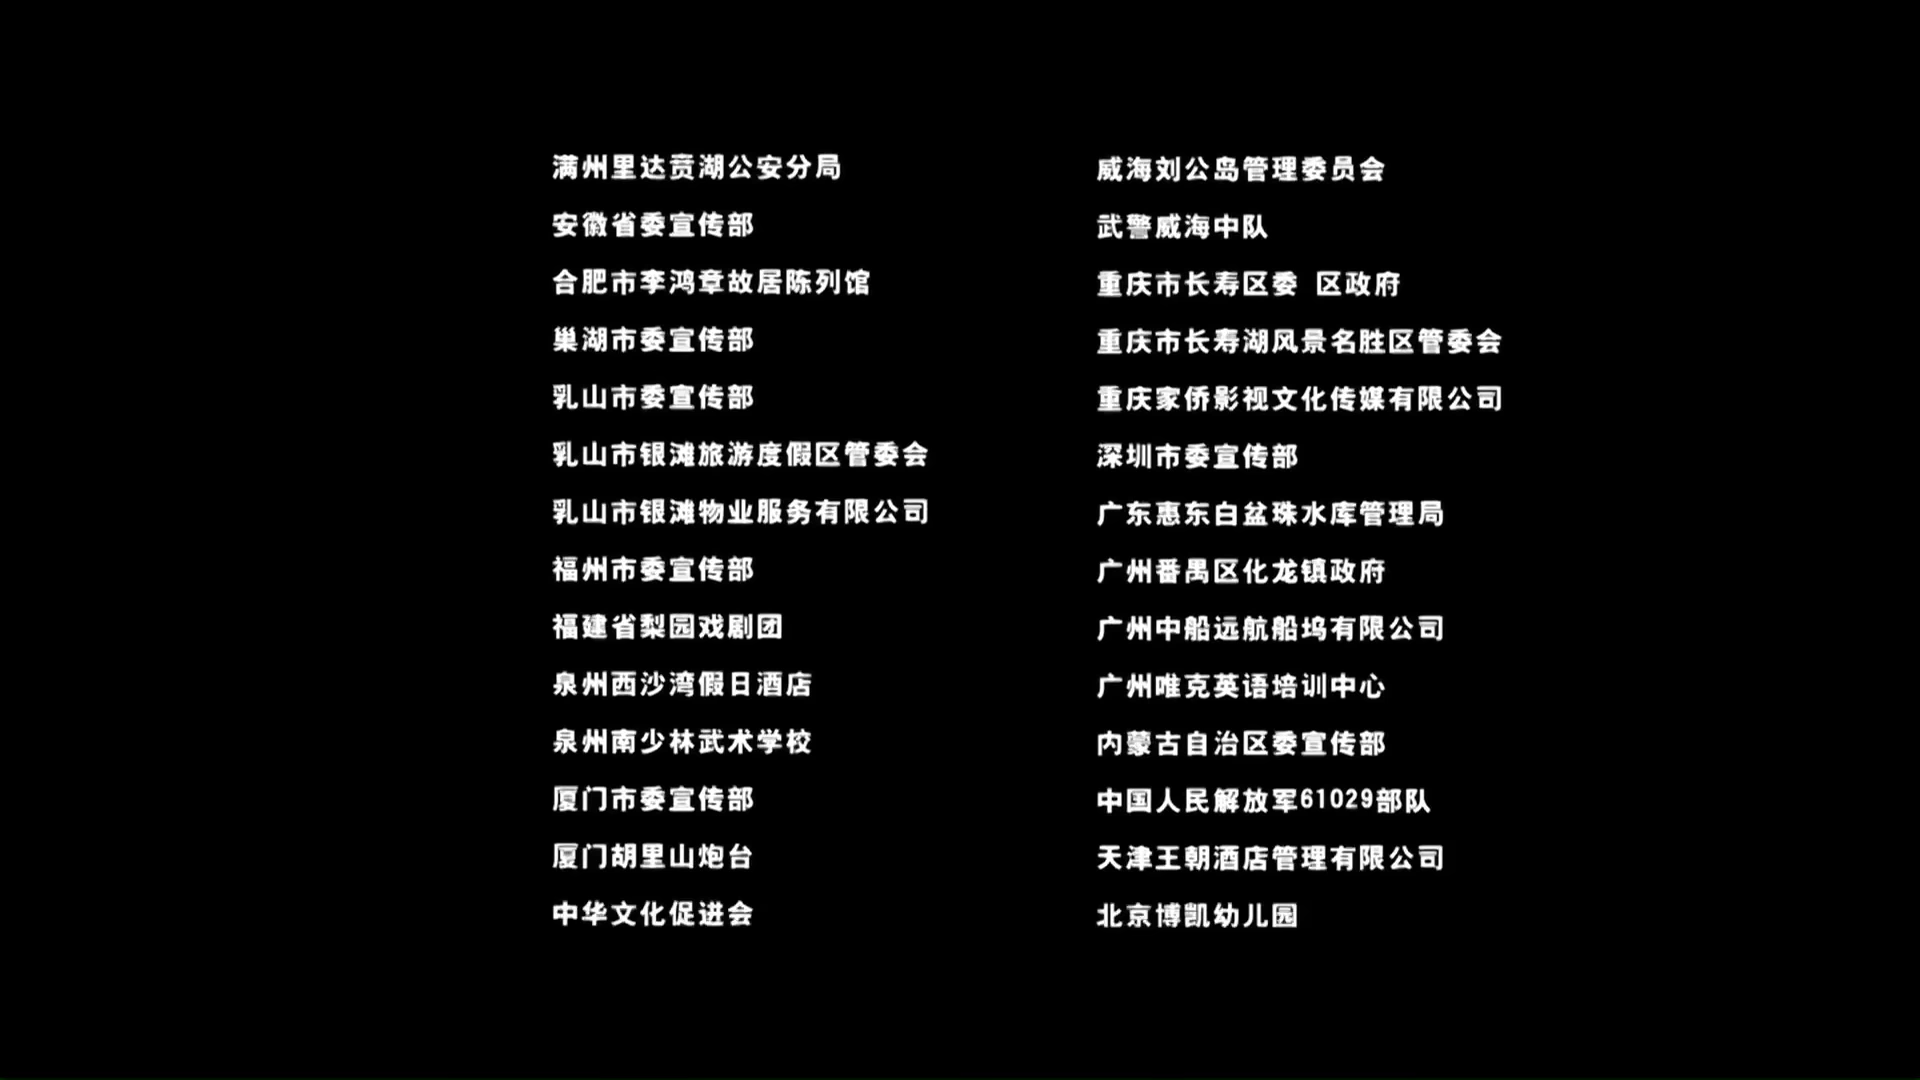 满州里达赉湖公安分局
安徽省委宣传部
合肥市李鸿章故居陈列馆
巢湖市委宣传部
乳山市委宣传部
乳山市银滩旅游度假区管委会
乳山市银滩物业服务有限公司
福州市委宣传部
福建省梨园戏剧团
泉州西沙湾假日酒店
泉州南少林武术学校
厦门市委宣传部
厦门胡里山炮台
中华文化促进会
威海刘公岛管理委员会
武警威海中队
重庆市长寿区委 区政府
重庆市长寿湖风景名胜区管委会
重庆家侨影视文化传媒有限公司
深圳市委宣传部
广东惠东白盆珠水库管理局
广州番禺区化龙镇政府
广州中船远航船坞有限公司
广州唯克英语培训中心
内蒙古自治区委宣传部
中国人民解放军61029部队
天津王朝酒店管理有限公司
北京博凯幼儿园